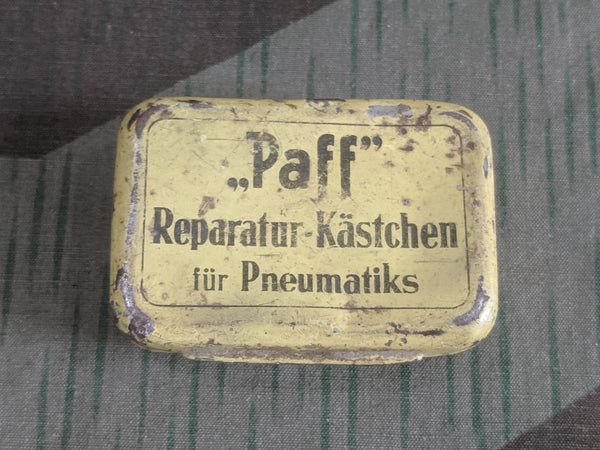 „Paff”
Reparatur-Kästchen
für Pneumatiks